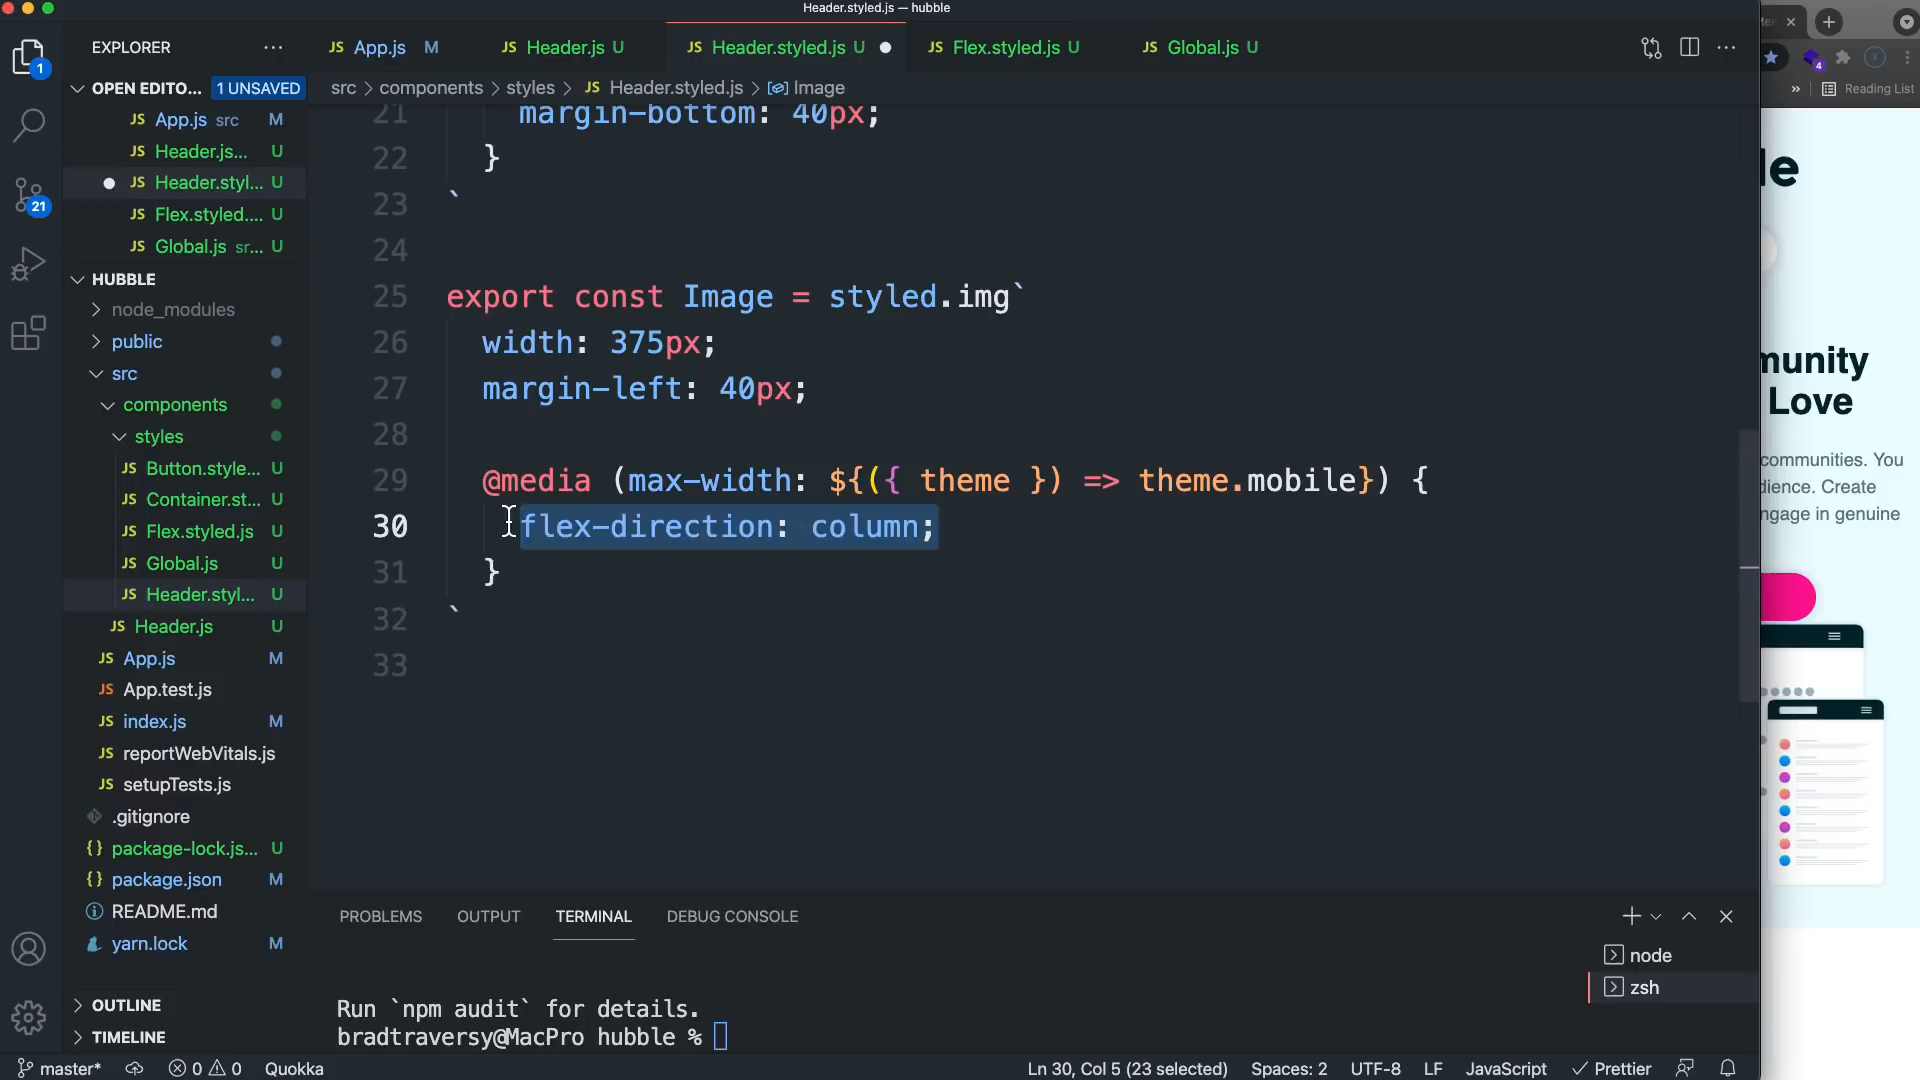 Header.styled.js — hubble
EXPLORER ...
JS App.js M
JS Header.js U
JS Header.styled.js U
JS Flex.styled.js U
JS Global.js U
OPEN EDITO... 1 UNSAVED
src > components > styles > JS Header.styled.js > Image
» Reading List
1
4
21
JS App.js src M
JS Header.js... U
JS Header.styl... U
JS Flex.styled.... U
JS Global.js sr... U
HUBBLE
node_modules
public
src
components
styles
JS Button.style... U
JS Container.st... U
JS Flex.styled.js U
JS Global.js U
JS Header.styl... U
JS Header.js U
JS App.js M
JS App.test.js
JS index.js M
JS reportWebVitals.js
JS setupTests.js
.gitignore
{} package-lock.js... U
{} package.json M
README.md
yarn.lock M
OUTLINE
TIMELINE
21 margin-bottom: 40px;
22 }
23 `
24
25 export const Image = styled.img`
26 width: 375px;
27 margin-left: 40px;
28
29 @media (max-width: ${({ theme }) => theme.mobile}) {
30 flex-direction: column;
31 }
32 `
33
PROBLEMS OUTPUT TERMINAL DEBUG CONSOLE
node
zsh
Run `npm audit` for details.
bradtraversy@MacPro hubble %
le
munity
Love
communities. You
dience. Create
ngage in genuine
master* 0 0 Quokka
Ln 30, Col 5 (23 selected) Spaces: 2 UTF-8 LF JavaScript Prettier